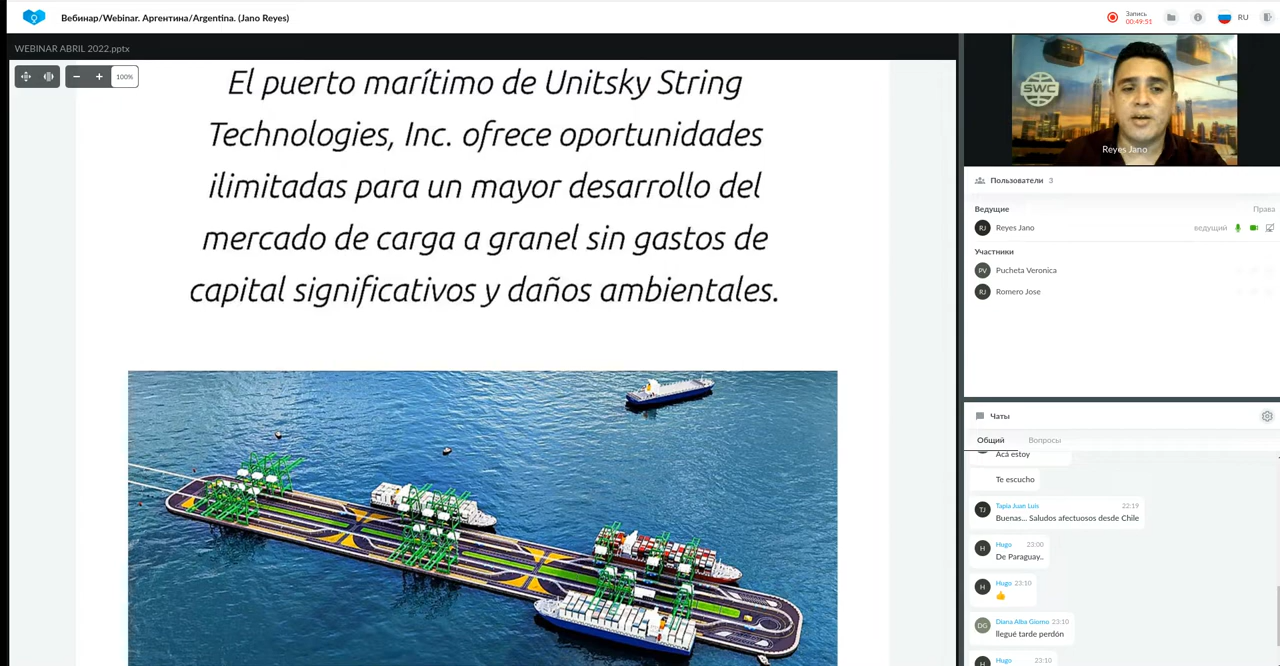 Вебинар/Webinar. Аргентина/Argentina. (Jano Reyes)
Запись
00:49:51
RU
WEBINAR ABRIL 2022.pptx
100%
El puerto marítimo de Unitsky String
Technologies, Inc. ofrece oportunidades
ilimitadas para un mayor desarrollo del
mercado de carga a granel sin gastos de
capital significativos y daños ambientales.
SWC
Reyes Jano
Пользователи 3
Ведущие Права
RJ Reyes Jano ведущий
Участники
PV Pucheta Veronica
RJ Romero Jose
Чаты
Общий Вопросы
Acá estoy
Te escucho
TJ Tapia Juan Luis 22:19
Buenas... Saludos afectuosos desde Chile
H Hugo 23:00
De Paraguay..
H Hugo 23:10
DG Diana Alba Giorno 23:10
llegué tarde perdón
H Hugo 23:10